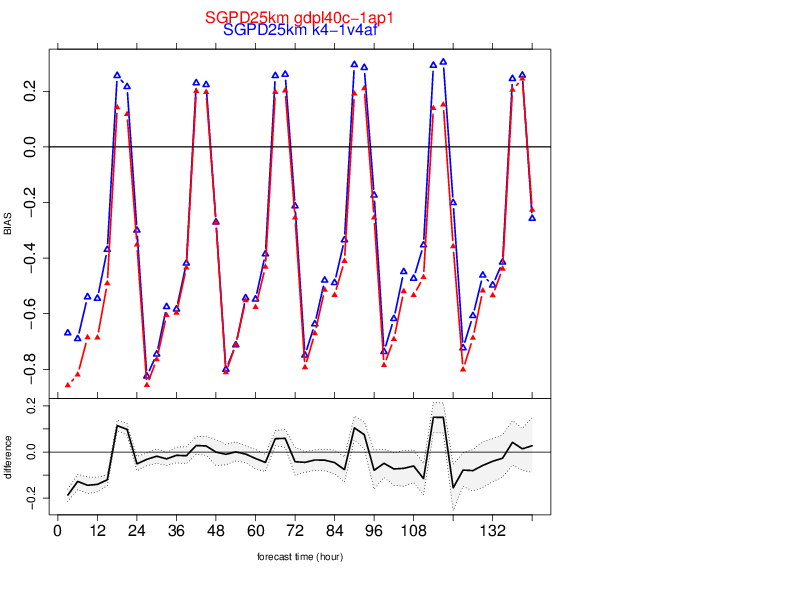 SGPD25km gdpl40c−1ap1
SGPD25km k4−1v4af
0.2
0.0
−0.2
−0.4
−0.6
−0.8
BIAS
0.2
0.0
−0.2
difference
0 12 24 36 48 60 72 84 96 108 132
forecast time (hour)